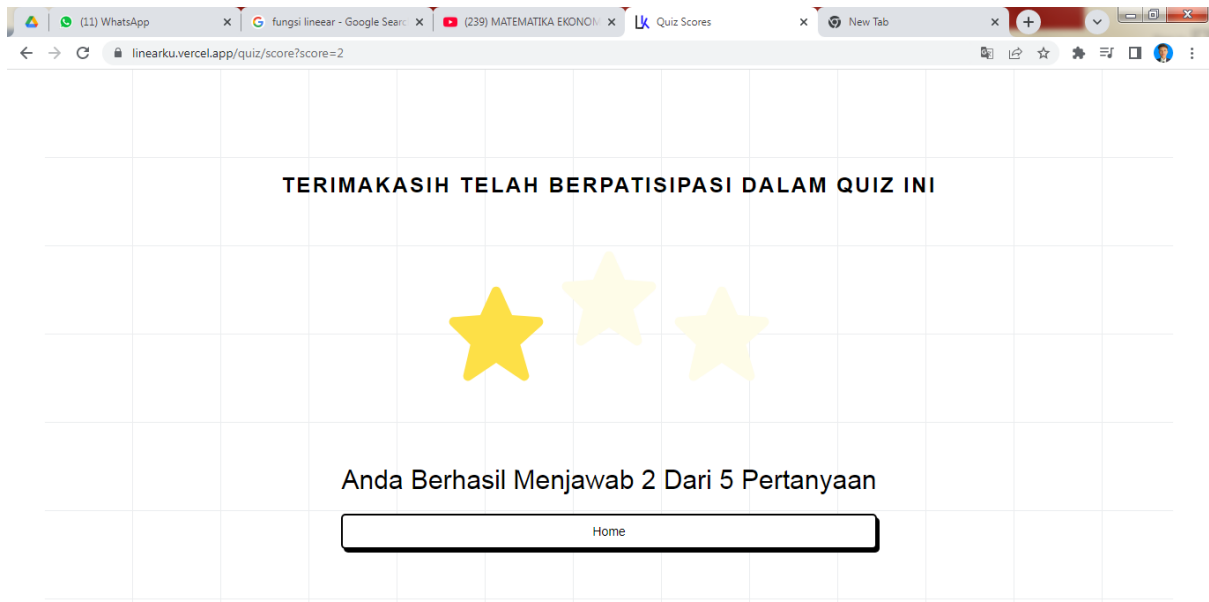 (11) WhatsApp
fungsi lineear - Google Searc
(239) MATEMATIKA EKONOM
Quiz Scores
New Tab
linearku.vercel.app/quiz/score?score=2
TERIMAKASIH TELAH BERPATISIPASI DALAM QUIZ INI
Anda Berhasil Menjawab 2 Dari 5 Pertanyaan
Home